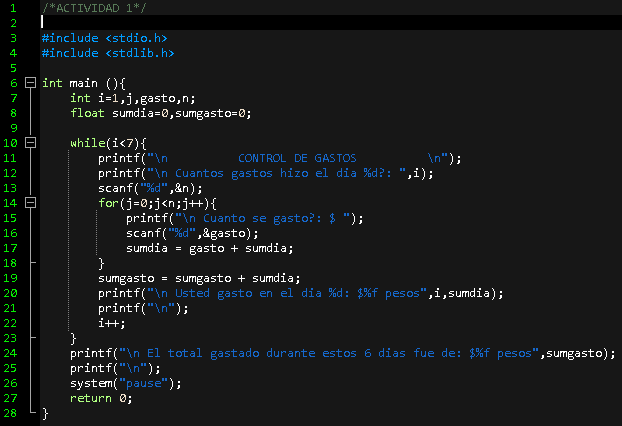 1 /*ACTIVIDAD 1*/
2
3 #include <stdio.h>
4 #include <stdlib.h>
5
6 int main (){
7 int i=1,j,gasto,n;
8 float sumdia=0,sumgasto=0;
9
10 while(i<7){
11 printf("\n CONTROL DE GASTOS \n");
12 printf("\n Cuantos gastos hizo el dia %d?: ",i);
13 scanf("%d",&n);
14 for(j=0;j<n;j++){
15 printf("\n Cuanto se gasto?: $ ");
16 scanf("%d",&gasto);
17 sumdia = gasto + sumdia;
18 }
19 sumgasto = sumgasto + sumdia;
20 printf("\n Usted gasto en el dia %d: $%f pesos",i,sumdia);
21 printf("\n");
22 i++;
23 }
24 printf("\n El total gastado durante estos 6 dias fue de: $%f pesos",sumgasto);
25 printf("\n");
26 system("pause");
27 return 0;
28 }